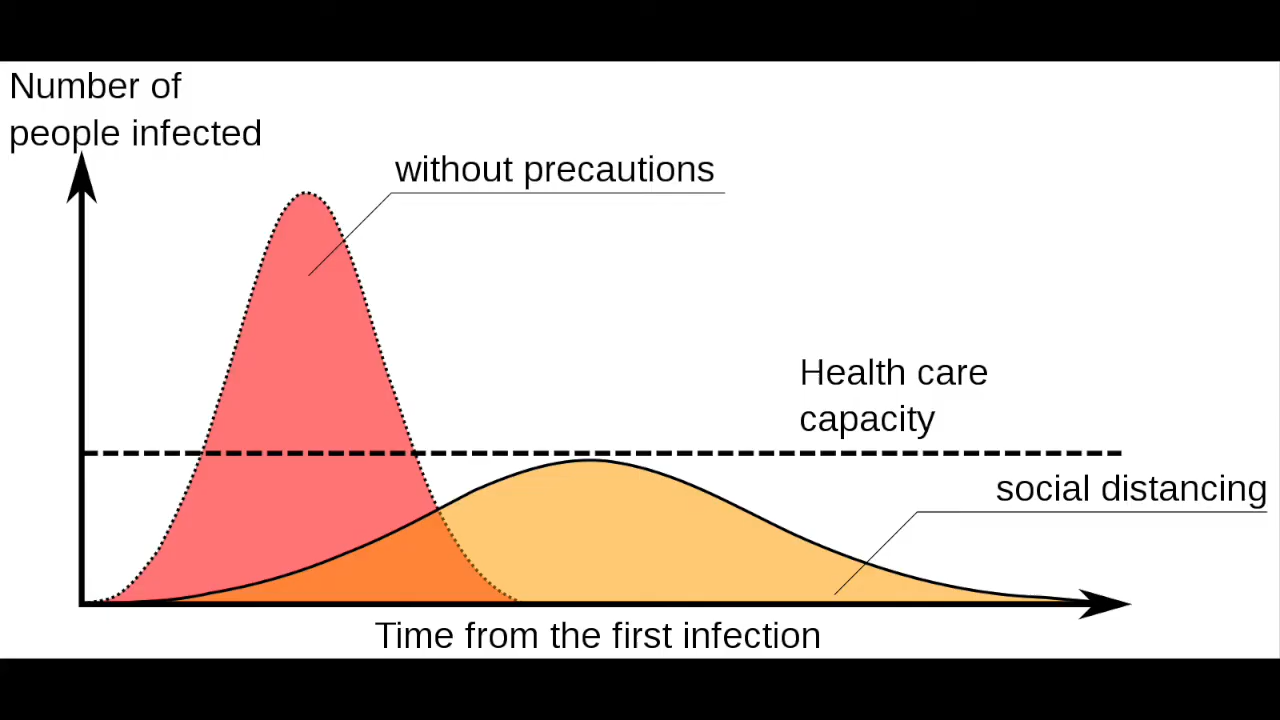 Number of
people infected
without precautions
Health care
capacity
social distancing
Time from the first infection